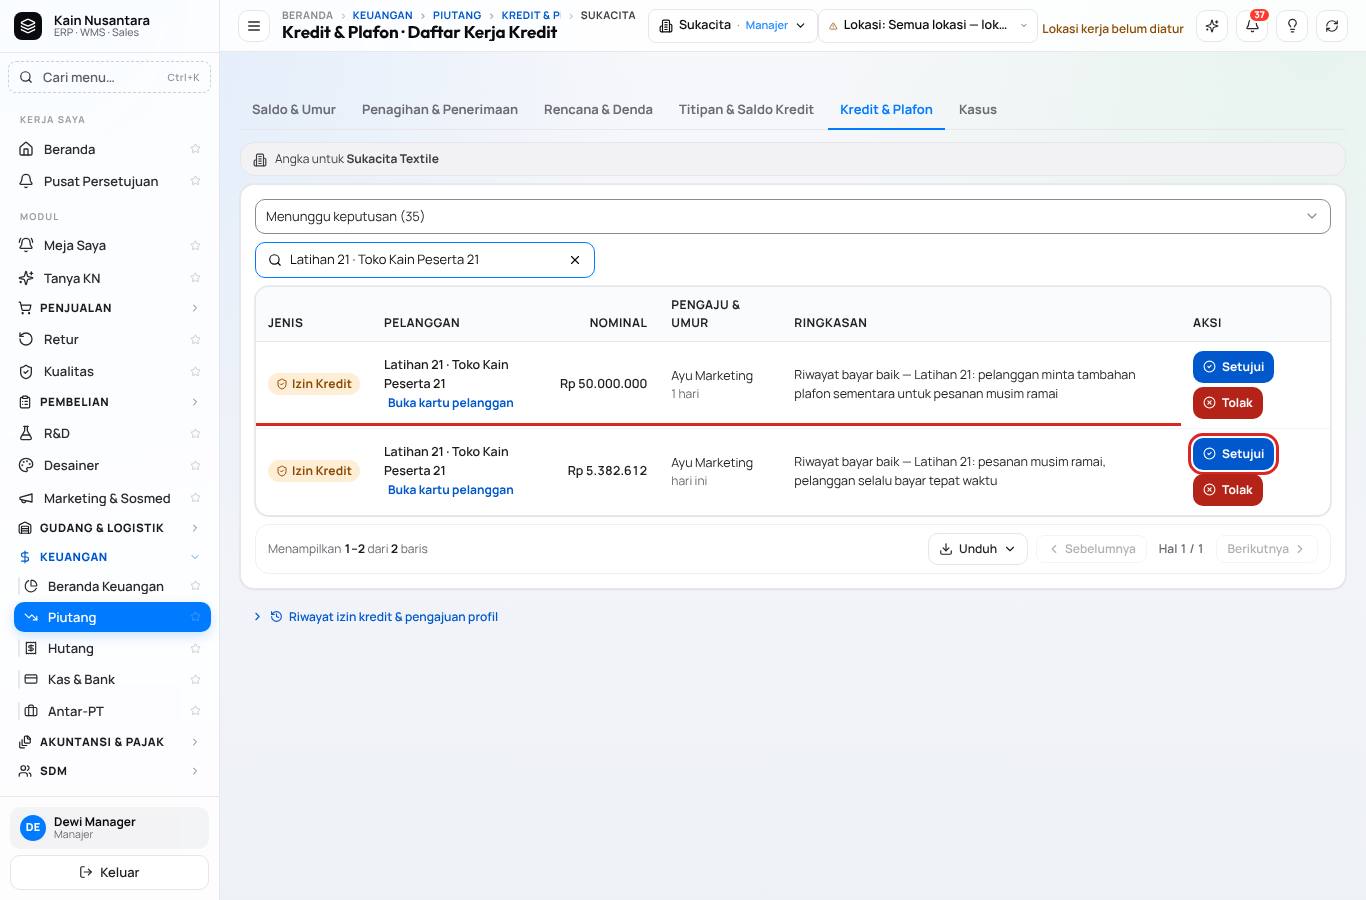 Kain Nusantara
ERP · WMS · Sales
Cari menu...
Ctrl+K
KERJA SAYA
Beranda
Pusat Persetujuan
MODUL
Meja Saya
Tanya KN
PENJUALAN
Retur
Kualitas
PEMBELIAN
R&D
Desainer
Marketing & Sosmed
GUDANG & LOGISTIK
KEUANGAN
Beranda Keuangan
Piutang
Hutang
Kas & Bank
Antar-PT
AKUNTANSI & PAJAK
SDM
DE
Dewi Manager
Manajer
Keluar
BERANDA > KEUANGAN > PIUTANG > KREDIT & P > SUKACITA
Kredit & Plafon · Daftar Kerja Kredit
Sukacita · Manajer
Lokasi: Semua lokasi — lok...
Lokasi kerja belum diatur
37
Saldo & Umur
Penagihan & Penerimaan
Rencana & Denda
Titipan & Saldo Kredit
Kredit & Plafon
Kasus
Angka untuk Sukacita Textile
Menunggu keputusan (35)
Latihan 21 · Toko Kain Peserta 21
JENIS
PELANGGAN
NOMINAL
PENGAJU &
UMUR
RINGKASAN
AKSI
Izin Kredit
Latihan 21 · Toko Kain
Peserta 21
Buka kartu pelanggan
Rp 50.000.000
Ayu Marketing
1 hari
Riwayat bayar baik — Latihan 21: pelanggan minta tambahan
plafon sementara untuk pesanan musim ramai
Setujui
Tolak
Izin Kredit
Latihan 21 · Toko Kain
Peserta 21
Buka kartu pelanggan
Rp 5.382.612
Ayu Marketing
hari ini
Riwayat bayar baik — Latihan 21: pesanan musim ramai,
pelanggan selalu bayar tepat waktu
Setujui
Tolak
Menampilkan 1–2 dari 2 baris
Unduh
Sebelumnya
Hal 1 / 1
Berikutnya
Riwayat izin kredit & pengajuan profil